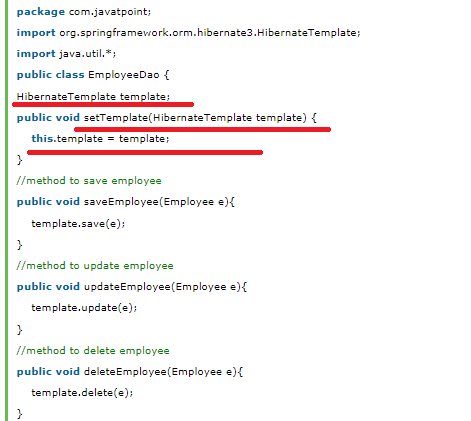 package com.javatpoint;
import org.springframework.orm.hibernate3.HibernateTemplate;
import java.util.*;
public class EmployeeDao {
HibernateTemplate template;
public void setTemplate(HibernateTemplate template) {
this.template = template;
}
//method to save employee
public void saveEmployee(Employee e){
template.save(e);
}
//method to update employee
public void updateEmployee(Employee e){
template.update(e);
}
//method to delete employee
public void deleteEmployee(Employee e){
template.delete(e);
}